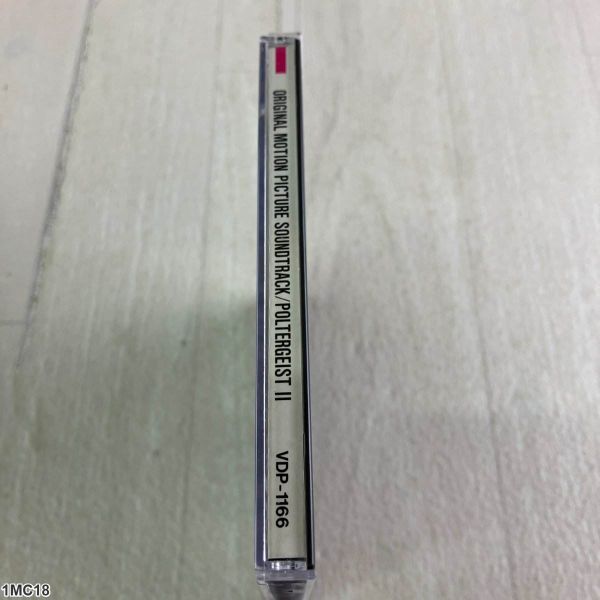 ORIGINAL MOTION PICTURE SOUNDTRACK/POLTERGEIST II
VDP-1166
1MC18